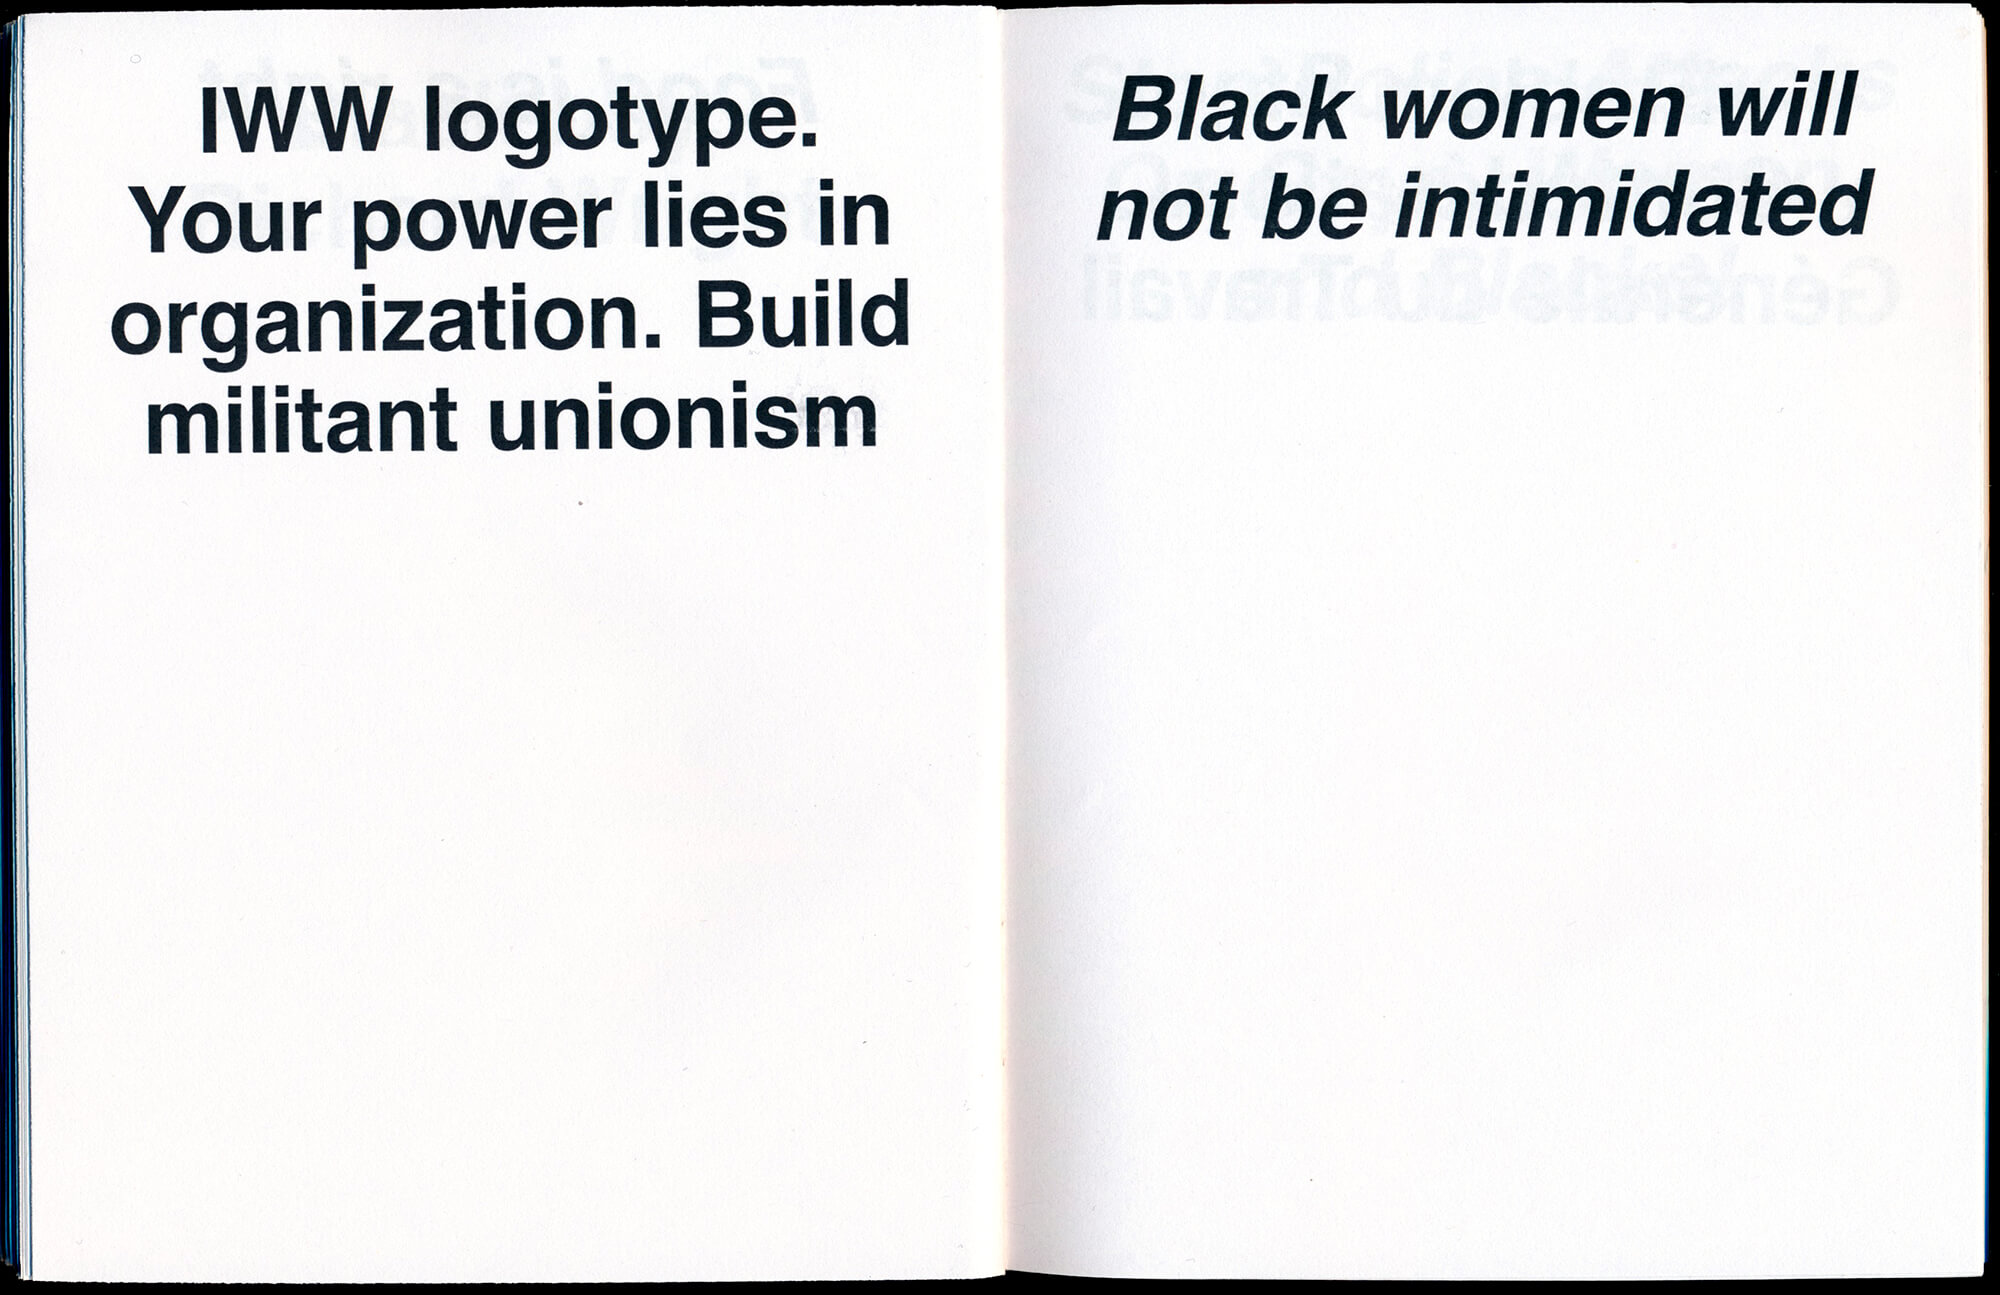 IWW logotype.
Your power lies in
organization. Build
militant unionism
Black women will
not be intimidated